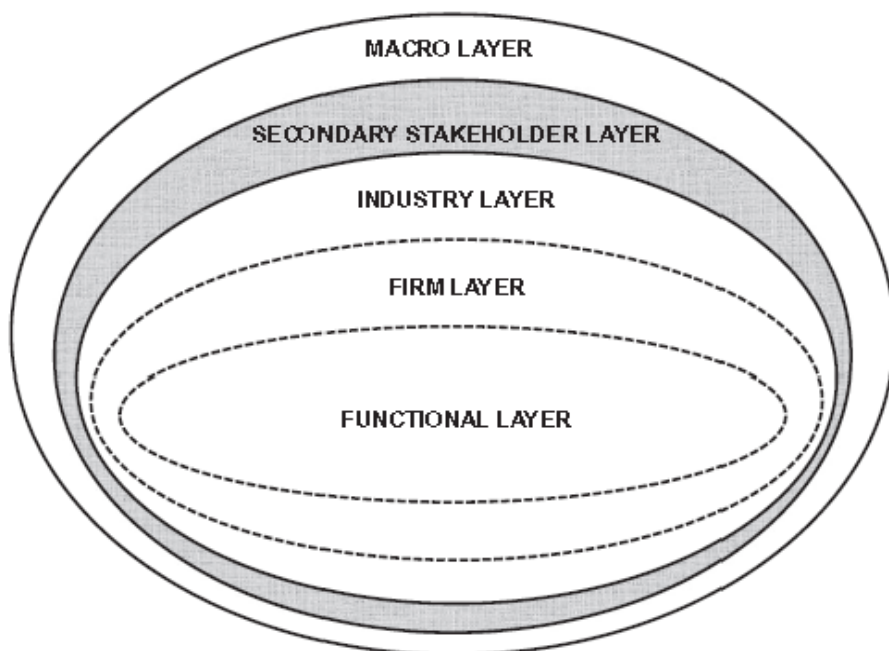 MACRO LAYER
SECONDARY STAKEHOLDER LAYER
INDUSTRY LAYER
FIRM LAYER
FUNCTIONAL LAYER